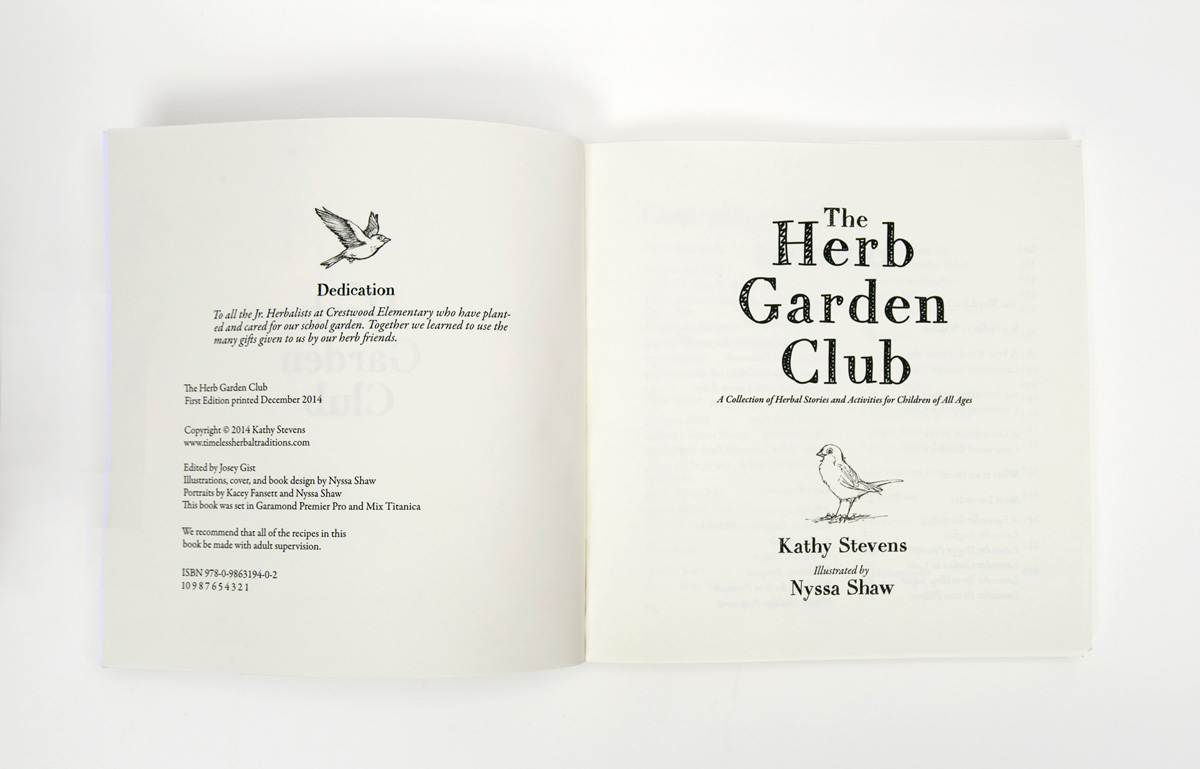 Dedication
To all the Jr. Herbalists at Crestwood Elementary who have plant-
ed and cared for our school garden. Together we learned to use the
many gifts given to us by our herb friends.
The Herb Garden Club
First Edition printed December 2014
Copyright © 2014 Kathy Stevens
www.timelessherbaltraditions.com
Edited by Josey Gist
Illustrations, cover, and book design by Nyssa Shaw
Portraits by Kacey Fansett and Nyssa Shaw
This book was set in Garamond Premier Pro and Mix Titanica
We recommend that all of the recipes in this
book be made with adult supervision.
ISBN 978-0-9863194-0-2
10 9 8 7 6 5 4 3 2 1
The
Herb
Garden
Club
A Collection of Herbal Stories and Activities for Children of All Ages
Kathy Stevens
Illustrated by
Nyssa Shaw